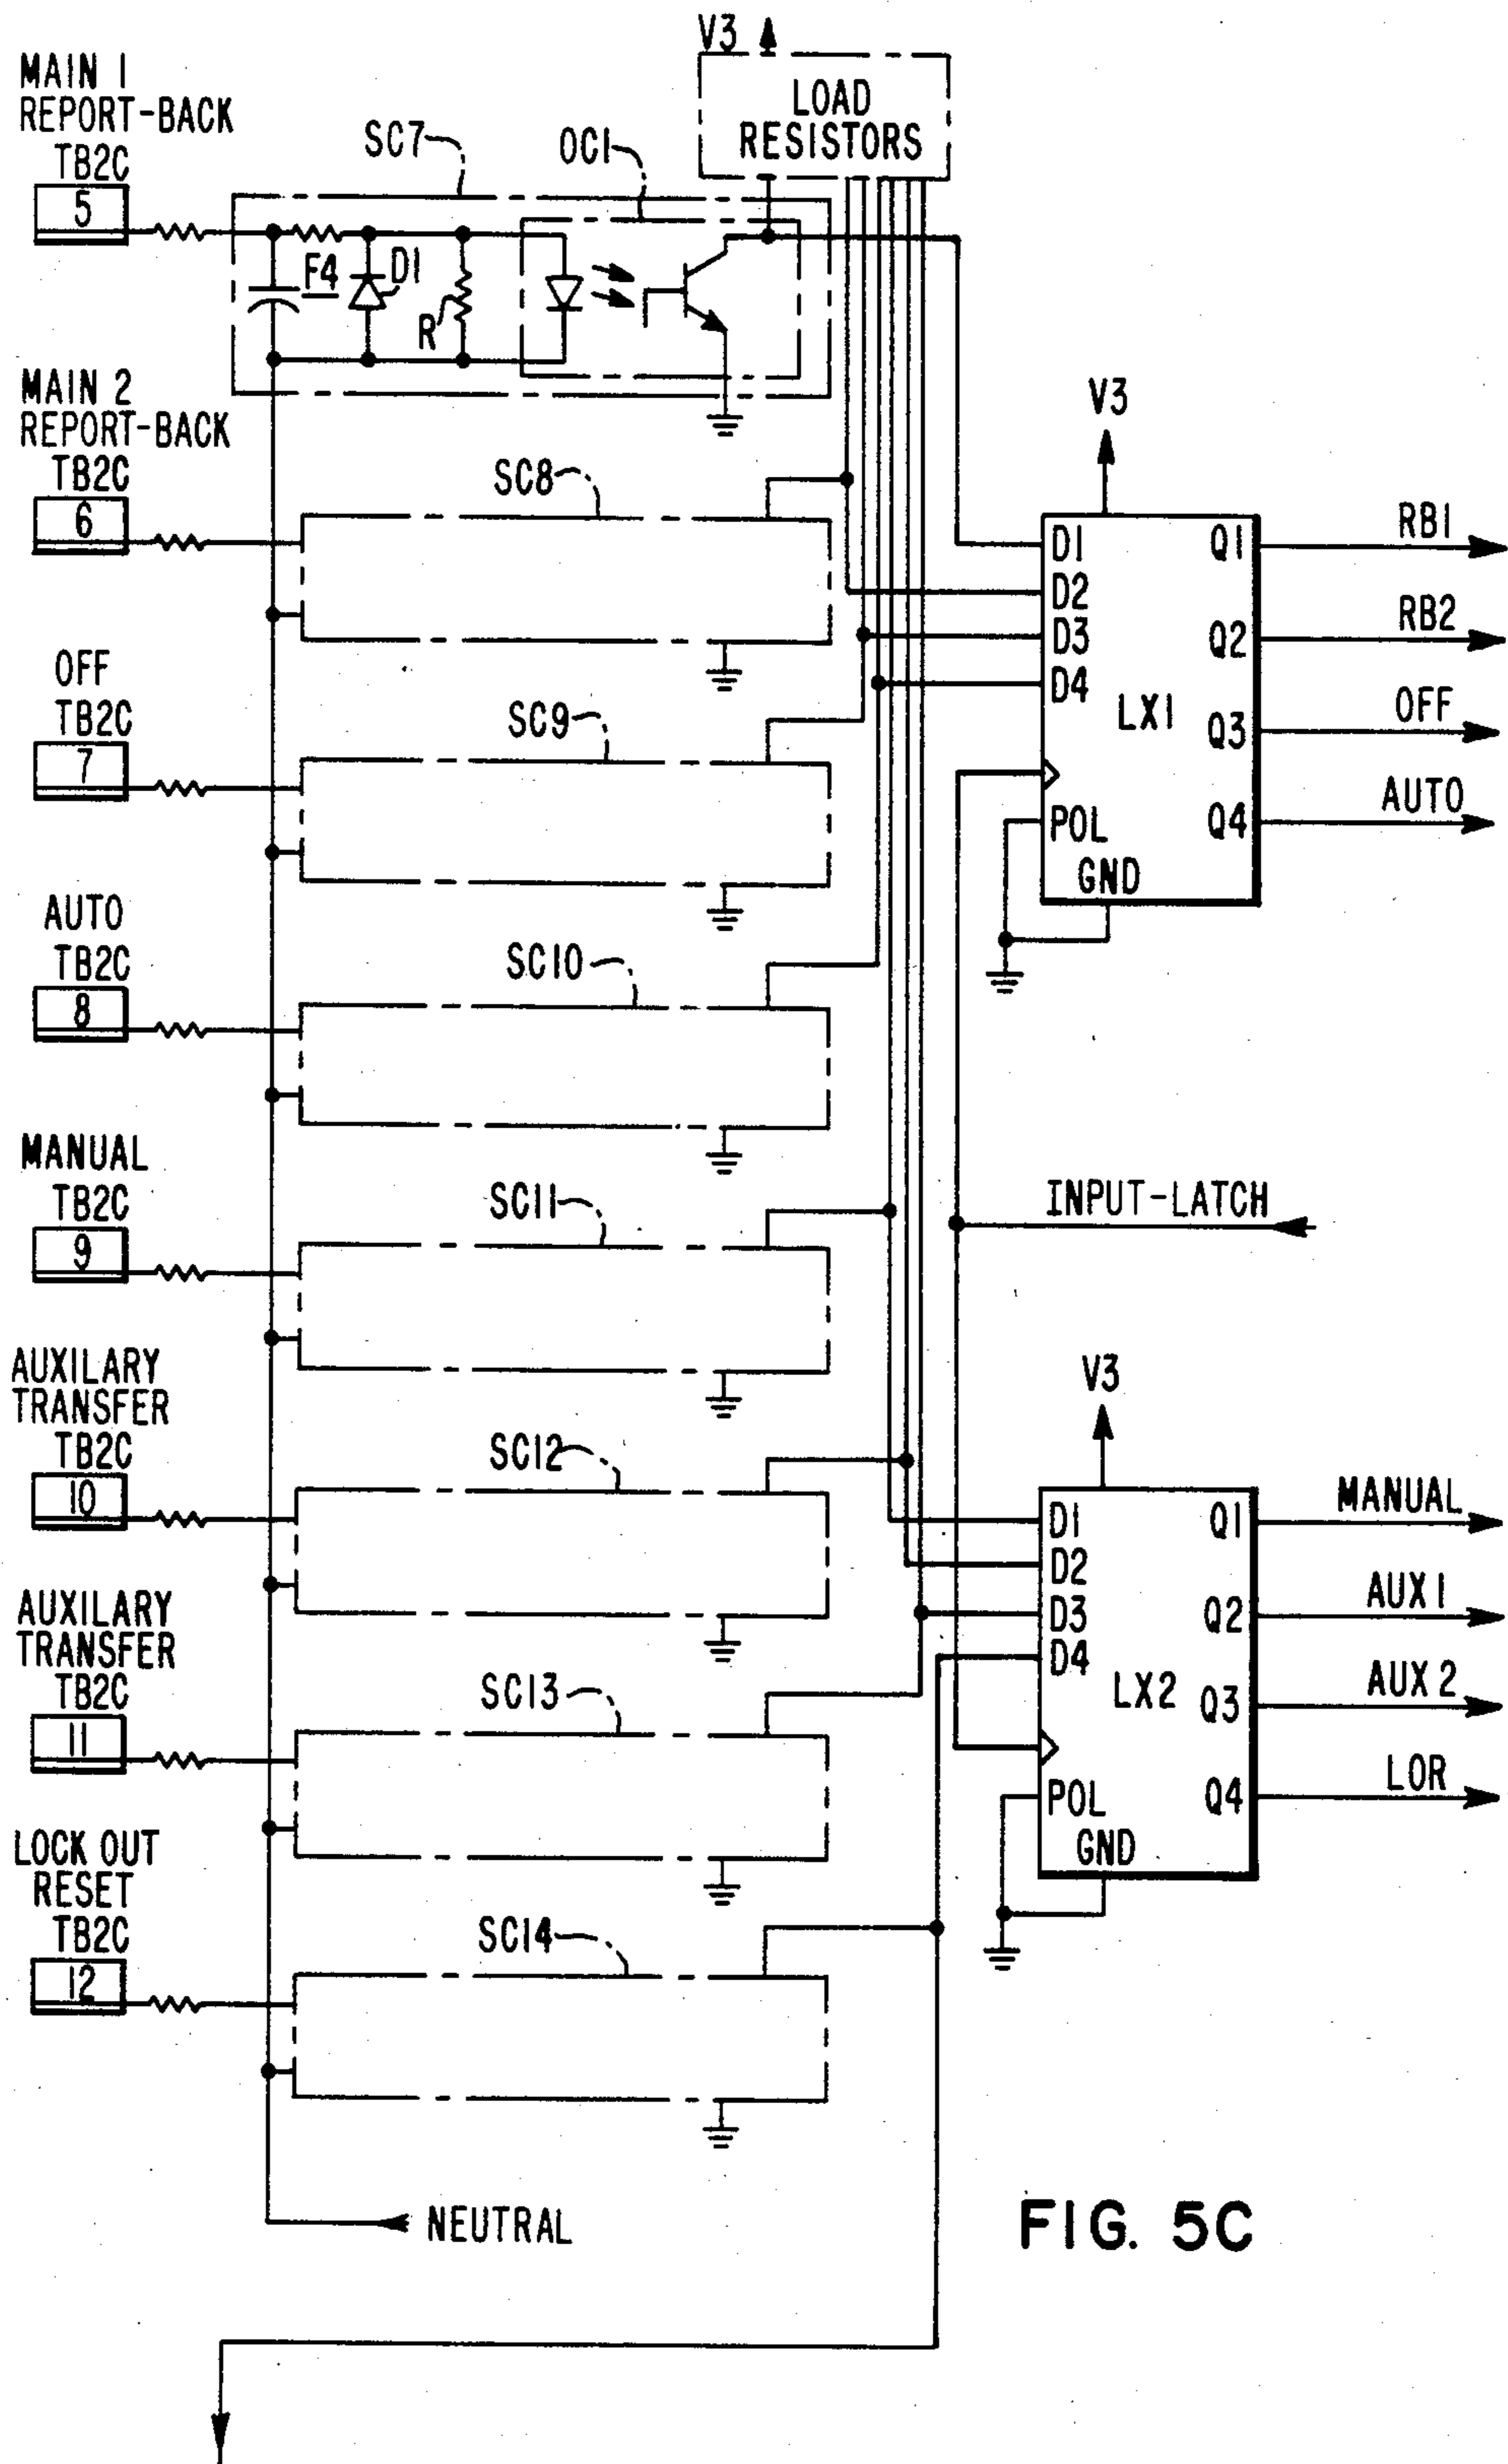 V3
LOAD
RESISTORS
MAIN 1
REPORT-BACK
TB2C
5
SC7
OC1
F4
D1
R
MAIN 2
REPORT-BACK
TB2C
6
SC8
OFF
TB2C
7
SC9
AUTO
TB2C
8
SC10
MANUAL
TB2C
9
SC11
AUXILARY
TRANSFER
TB2C
10
SC12
AUXILARY
TRANSFER
TB2C
11
SC13
LOCK OUT
RESET
TB2C
12
SC14
NEUTRAL
V3
D1
D2
D3
D4
LX1
POL
GND
Q1
Q2
Q3
Q4
RB1
RB2
OFF
AUTO
INPUT-LATCH
V3
D1
D2
D3
D4
LX2
POL
GND
Q1
Q2
Q3
Q4
MANUAL
AUX 1
AUX 2
LOR
FIG. 5C